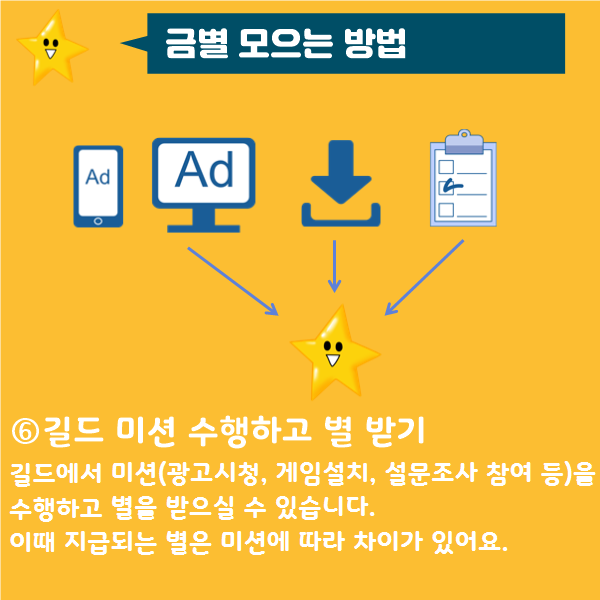 금별 모으는 방법
Ad
Ad
⑥길드 미션 수행하고 별 받기
길드에서 미션(광고시청, 게임설치, 설문조사 참여 등)을
수행하고 별을 받으실 수 있습니다.
이때 지급되는 별은 미션에 따라 차이가 있어요.